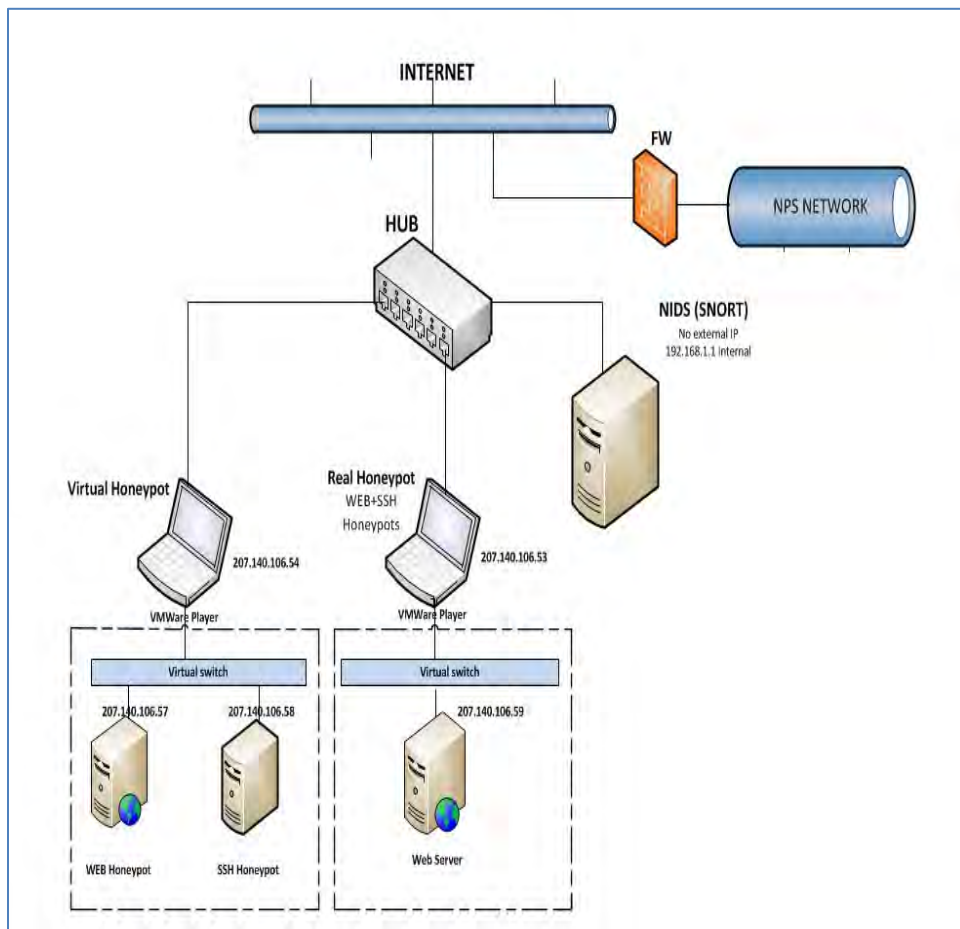 INTERNET
FW
NPS NETWORK
HUB
NIDS (SNORT)
No external IP
192.168.1.1 Internal
Virtual Honeypot
Real Honeypot
WEB+SSH
Honeypots
207.140.106.54
207.140.106.53
VMWare Player
VMWare Player
Virtual switch
Virtual switch
207.140.106.57
207.140.106.58
207.140.106.59
WEB Honeypot
SSH Honeypot
Web Server